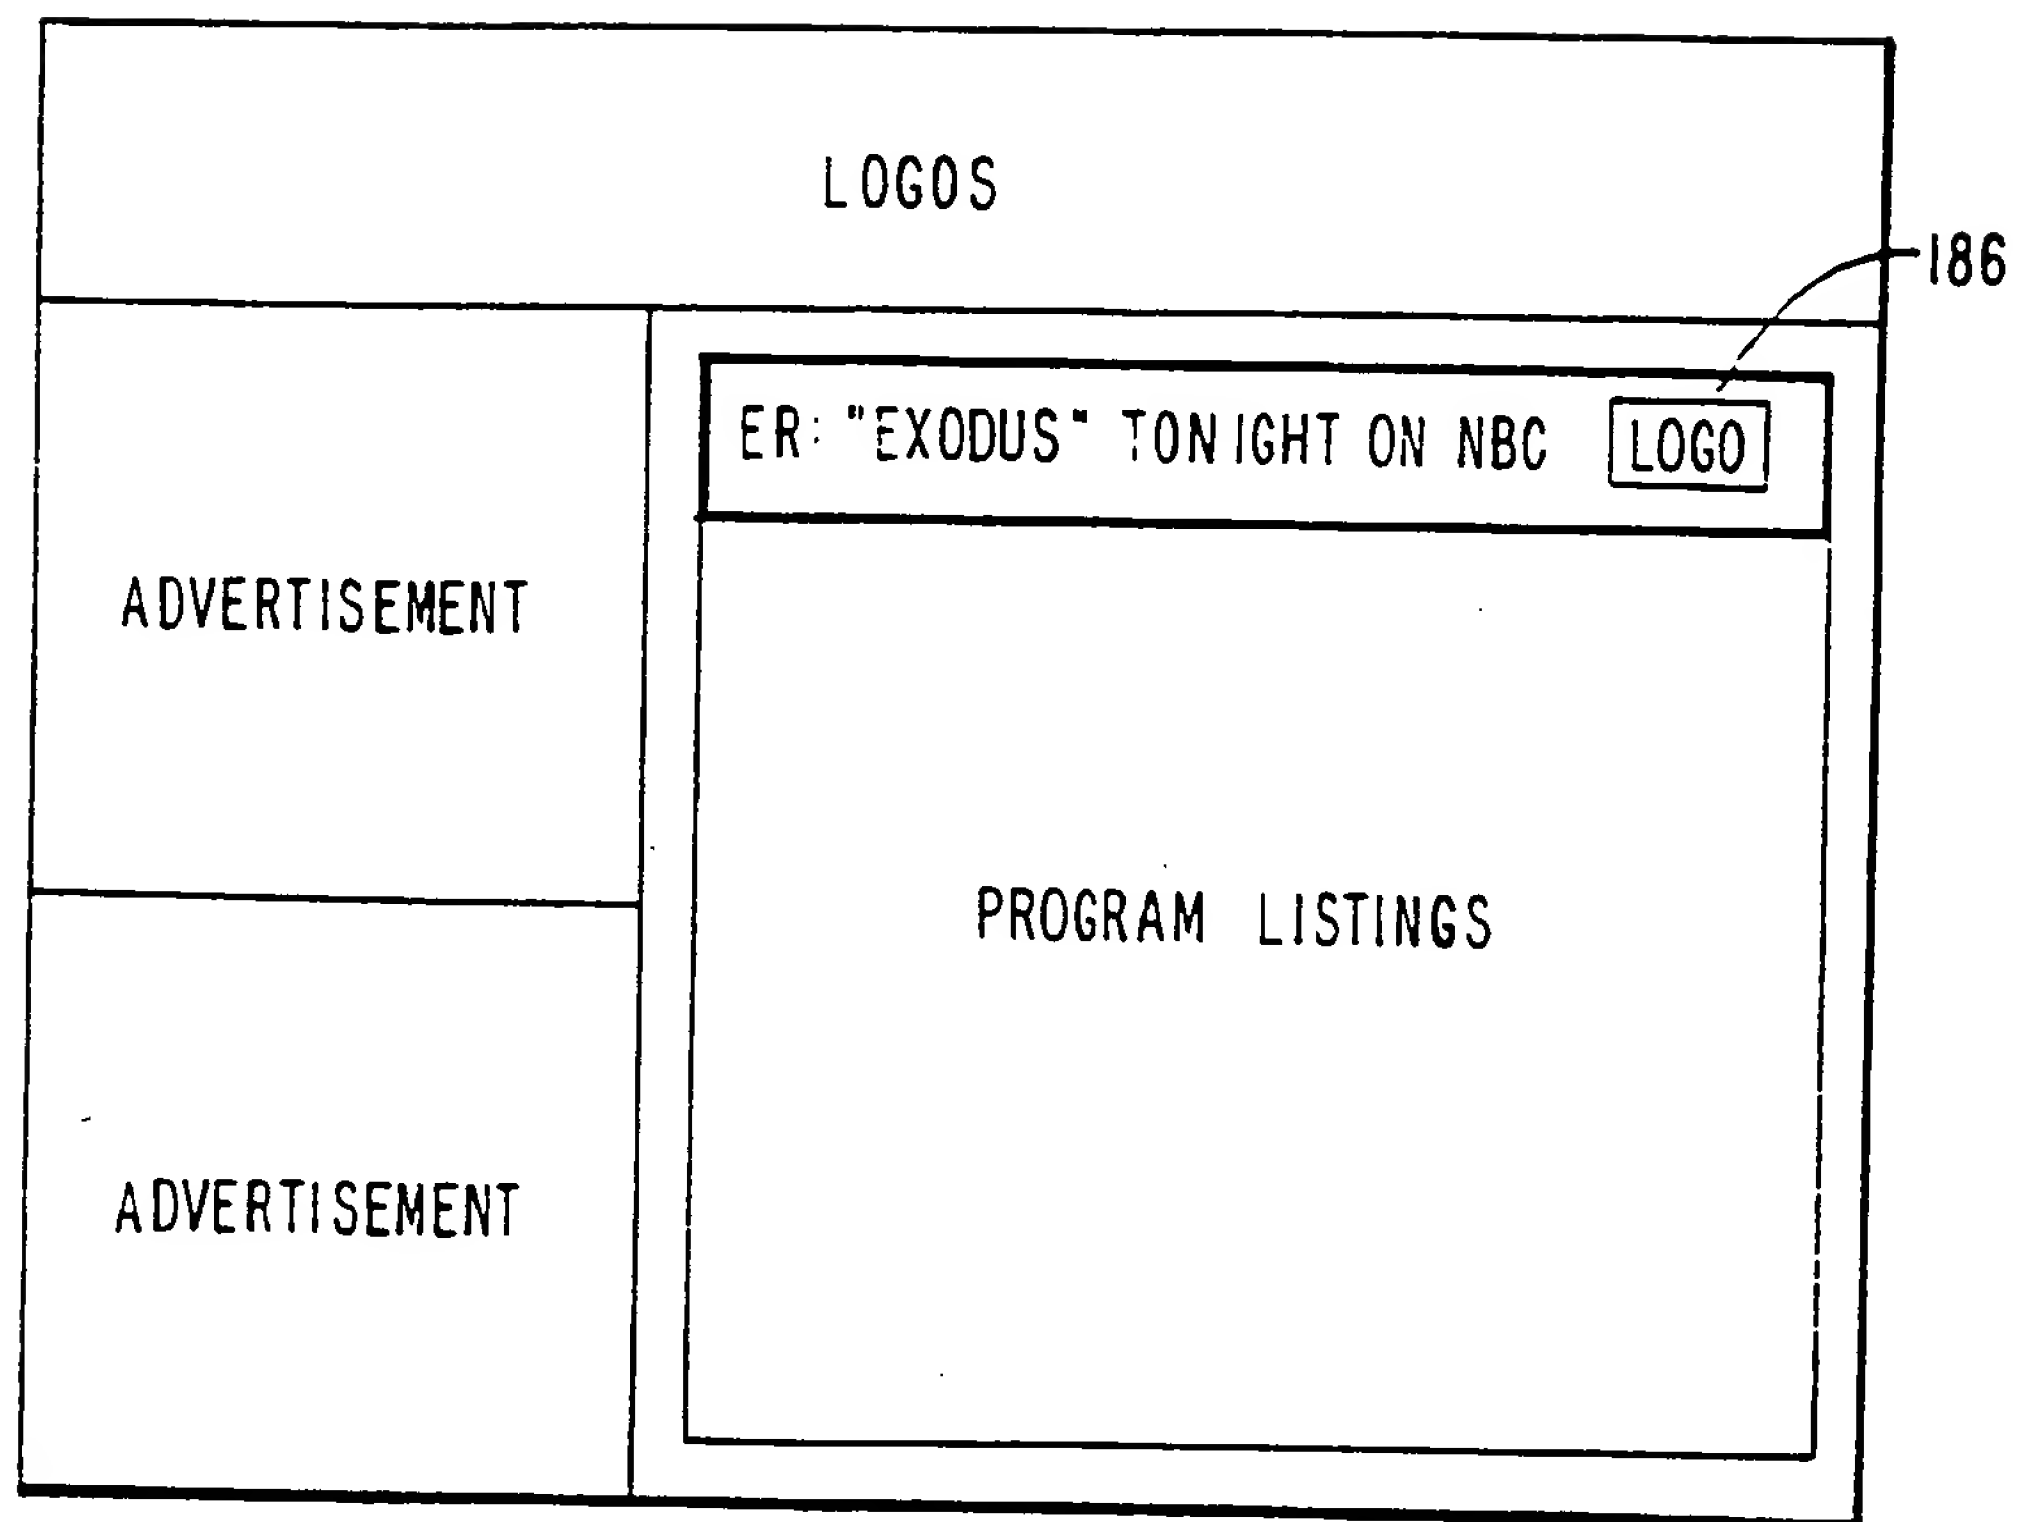 LOGOS
186
ER: "EXODUS" TONIGHT ON NBC LOGO
ADVERTISEMENT
PROGRAM LISTINGS
ADVERTISEMENT